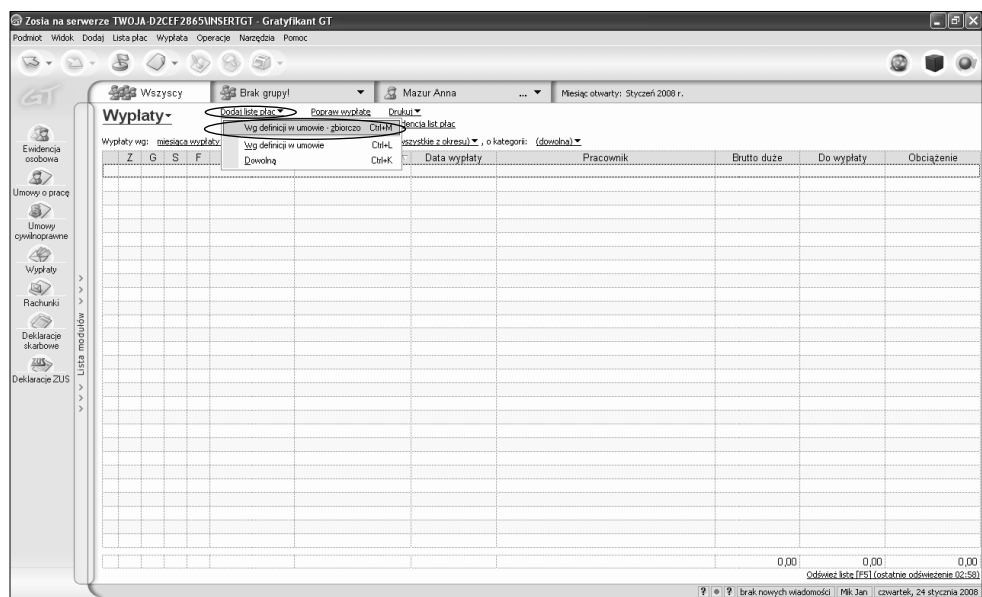 Zosia na serwerze TWOJA-D2CEF2865\INSERTGT - Gratyfikant GT
Podmiot Widok Dodaj Lista płac Wypłata Operacje Narzędzia Pomoc
GT
Wszyscy Brak grupy! Mazur Anna ... Miesiąc otwarty: Styczeń 2008 r.
Wypłaty Dodaj listę płac Popraw wypłatę Drukuj
Wg definicji w umowie - zbiorczo Ctrl+M
Wg definicji w umowie Ctrl+L
Dowolną Ctrl+K
Wypłaty wg: miesiąca wypłaty , o kategorii: (dowolna)
Z G S F Data wypłaty Pracownik Brutto duże Do wypłaty Obciążenie
Ewidencja
osobowa
Umowy o pracę
Umowy
cywilnoprawne
Wypłaty
Rachunki
Deklaracje
skarbowe
ZUS
Deklaracje ZUS
Lista modułów
0,00 0,00 0,00
Odśwież listę [F5] (ostatnie odświeżenie 02:58)
brak nowych wiadomości Mik Jan czwartek, 24 stycznia 2008